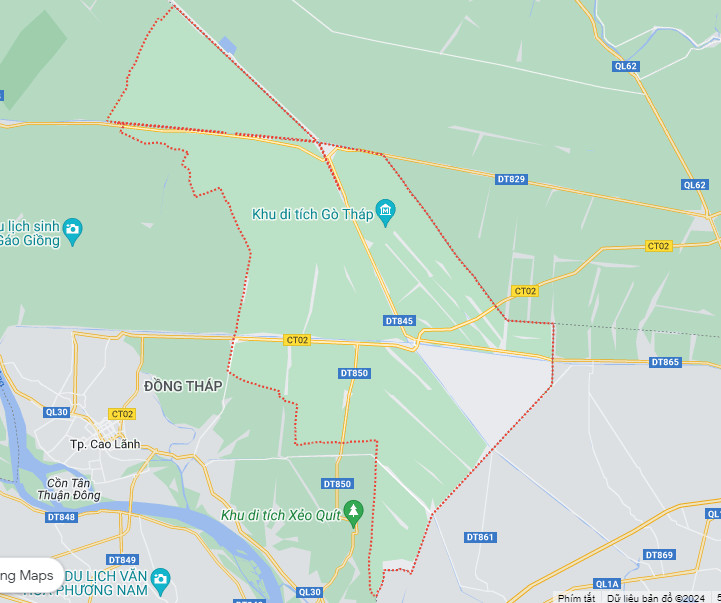 QL62
DT829
QL62
Khu di tích Gò Tháp
lịch sinh
Gáo Giồng
CT02
CT02
DT845
CT02
DT865
DT850
ĐỒNG THÁP
QL30
CT02
Tp. Cao Lãnh
Cồn Tân
Thuận Đông
DT850
DT848
Khu di tích Xẻo Quít
DT861
DT849
DT869
ng Maps
DU LỊCH VĂN
PHƯƠNG NAM
QL30
QL1A
Phím tắt
Dữ liệu bản đồ ©2024